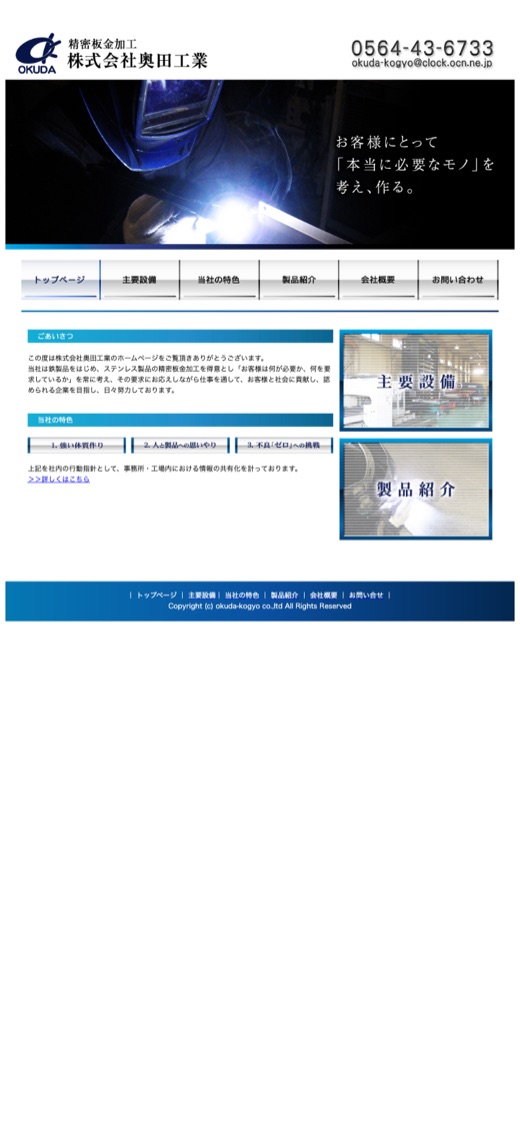 OKUDA
精密板金加工
株式会社奥田工業
0564-43-6733
okuda-kogyo@clock.ocn.ne.jp
お客様にとって
「本当に必要なモノ」を
考え、作る。
トップページ
主要設備
当社の特色
製品紹介
会社概要
お問い合わせ
ごあいさつ
この度は株式会社奥田工業のホームページをご覧頂きありがとうございます。
当社は鉄製品をはじめ、ステンレス製品の精密板金加工を得意とし「お客様は何が必要か、何を要
求しているか」を常に考え、その要求にお応えしながら仕事を通して、お客様と社会に貢献し、認
められる企業を目指し、日々努力しております。
当社の特色
1. 強い体質作り
2. 人と製品への思いやり
3. 不良「ゼロ」への挑戦
上記を社内の行動指針として、事務所・工場内における情報の共有化を計っております。
>>詳しくはこちら
主要設備
製品紹介
| トップページ | 主要設備 | 当社の特色 | 製品紹介 | 会社概要 | お問い合せ |
Copyright (c) okuda-kogyo co.,ltd All Rights Reserved